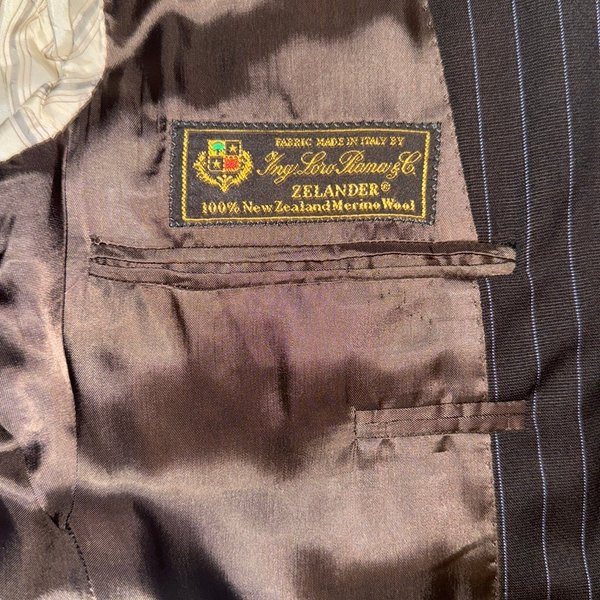 FABRIC MADE IN ITALY BY
Ing. Loro Piana & C.
ZELANDER®
100% New Zealand Merino Wool